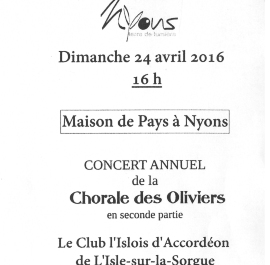 Nyons
Dimanche 24 avril 2016
16 h
Maison de Pays à Nyons
CONCERT ANNUEL
de la
Chorale des Oliviers
en seconde partie
Le Club l'Islois d'Accordéon
de L'Isle-sur-la-Sorgue